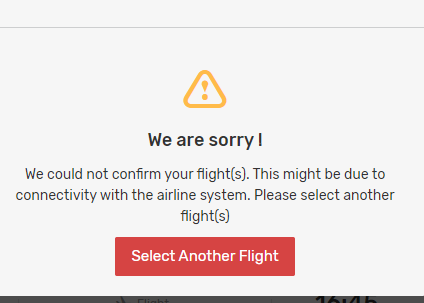 We are sorry !
We could not confirm your flight(s). This might be due to
connectivity with the airline system. Please select another
flight(s)
Select Another Flight
Flight
16:45